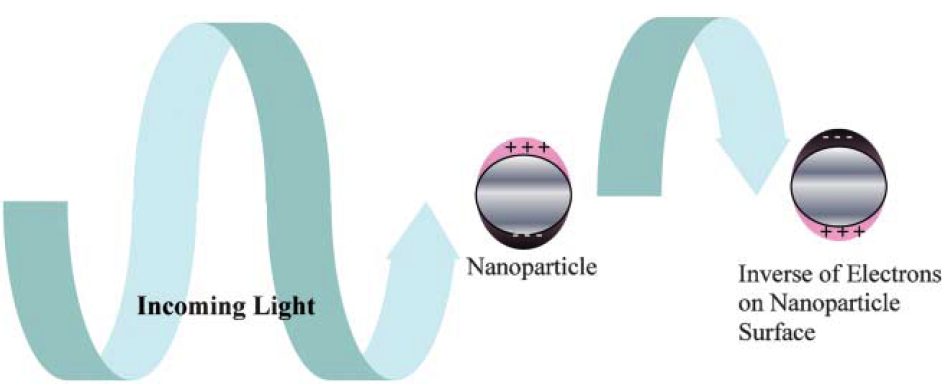 + + +
- - -
Nanoparticle
Incoming Light
- - -
+ + +
Inverse of Electrons
on Nanoparticle
Surface